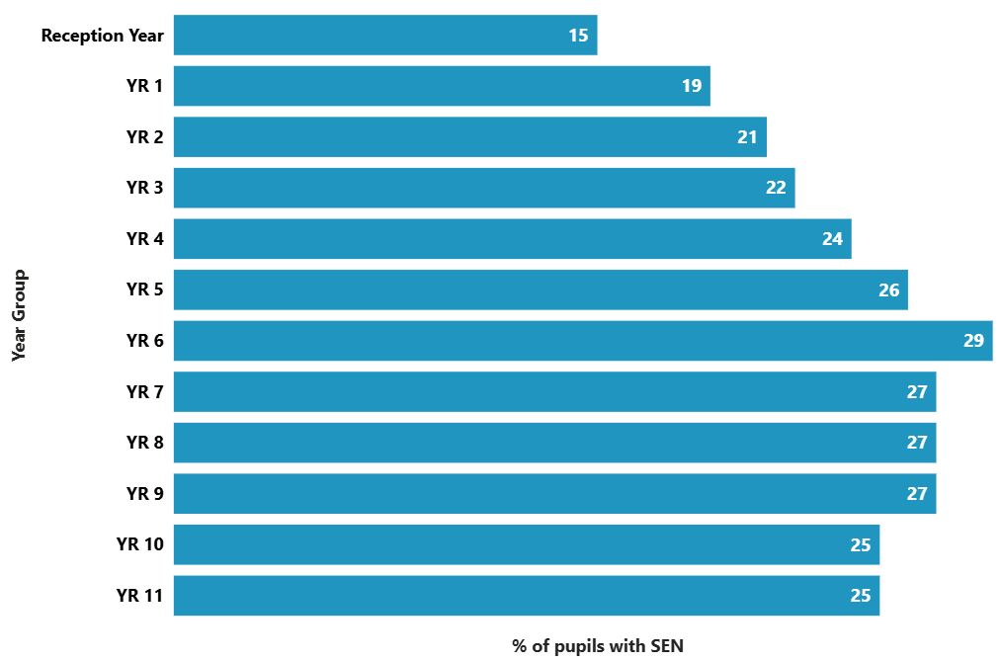 Reception Year 15
YR 1 19
YR 2 21
YR 3 22
YR 4 24
YR 5 26
YR 6 29
YR 7 27
YR 8 27
YR 9 27
YR 10 25
YR 11 25
Year Group
% of pupils with SEN